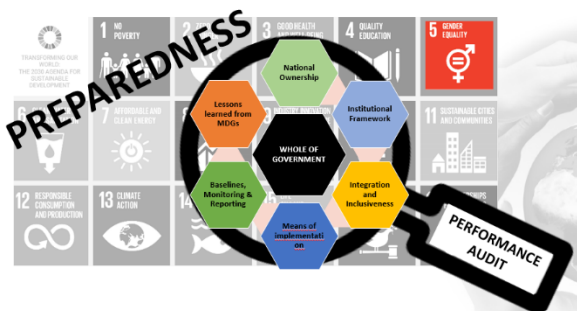 PREPAREDNESS
TRANSFORMING OUR
WORLD:
THE 2030 AGENDA FOR
SUSTAINABLE
DEVELOPMENT
1 NO
POVERTY
2
3 GOOD HEALTH
4 QUALITY
EDUCATION
5 GENDER
EQUALITY
7 AFFORDABLE AND
CLEAN ENERGY
11 SUSTAINABLE CITIES
AND COMMUNITIES
12 RESPONSIBLE
CONSUMPTION
AND PRODUCTION
13 CLIMATE
ACTION
14
National
Ownership
Lessons
learned from
MDGs
Institutional
Framework
WHOLE OF
GOVERNMENT
Baselines,
Monitoring &
Reporting
Integration
and
Inclusiveness
Means of
implementati
on
PERFORMANCE
AUDIT